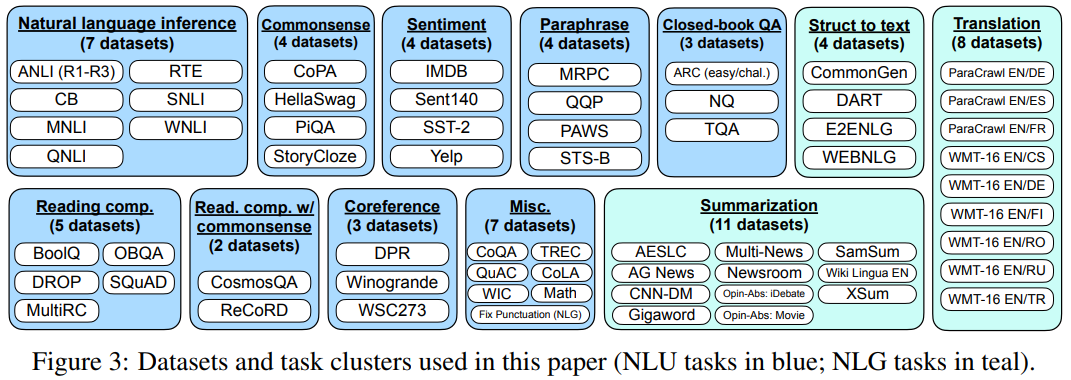 Natural language inference
(7 datasets)
ANLI (R1-R3)
RTE
CB
SNLI
MNLI
WNLI
QNLI
Commonsense
(4 datasets)
CoPA
HellaSwag
PiQA
StoryCloze
Sentiment
(4 datasets)
IMDB
Sent140
SST-2
Yelp
Paraphrase
(4 datasets)
MRPC
QQP
PAWS
STS-B
Closed-book QA
(3 datasets)
ARC (easy/chal.)
NQ
TQA
Struct to text
(4 datasets)
CommonGen
DART
E2ENLG
WEBNLG
Translation
(8 datasets)
ParaCrawl EN/DE
ParaCrawl EN/ES
ParaCrawl EN/FR
WMT-16 EN/CS
WMT-16 EN/DE
WMT-16 EN/FI
WMT-16 EN/RO
WMT-16 EN/RU
WMT-16 EN/TR
Reading comp.
(5 datasets)
BoolQ
OBQA
DROP
SQuAD
MultiRC
Read. comp. w/
commonsense
(2 datasets)
CosmosQA
ReCoRD
Coreference
(3 datasets)
DPR
Winogrande
WSC273
Misc.
(7 datasets)
CoQA
TREC
QuAC
CoLA
WIC
Math
Fix Punctuation (NLG)
Summarization
(11 datasets)
AESLC
Multi-News
SamSum
AG News
Newsroom
Wiki Lingua EN
CNN-DM
Opin-Abs: iDebate
XSum
Gigaword
Opin-Abs: Movie
Figure 3: Datasets and task clusters used in this paper (NLU tasks in blue; NLG tasks in teal).